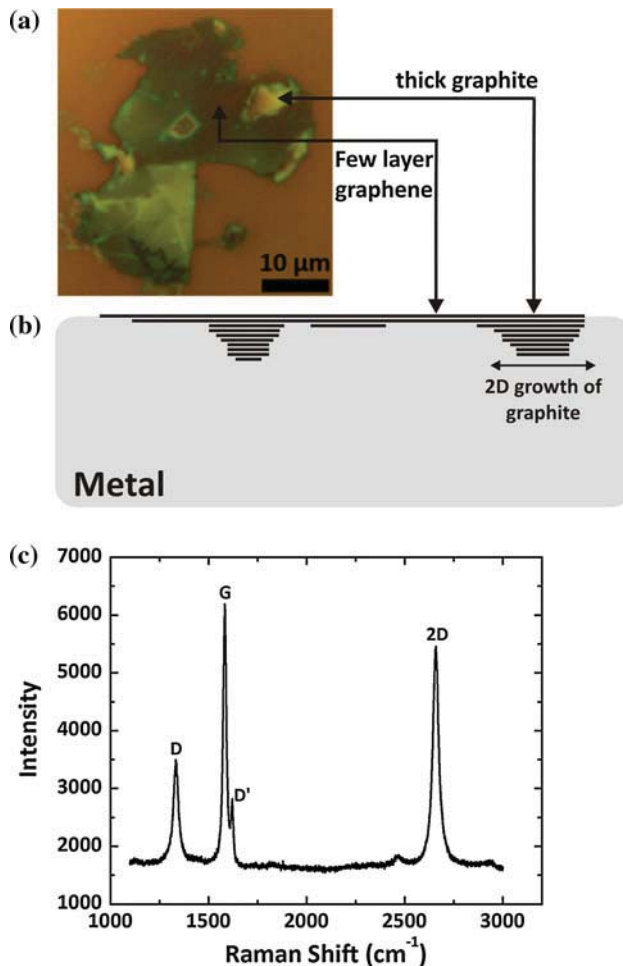 (a)
thick graphite
Few layer
graphene
10 μm
(b)
2D growth of
graphite
Metal
(c)
7000
6000
5000
4000
3000
2000
1000
Intensity
D
G
D'
2D
1000
1500
2000
2500
3000
Raman Shift (cm⁻¹)